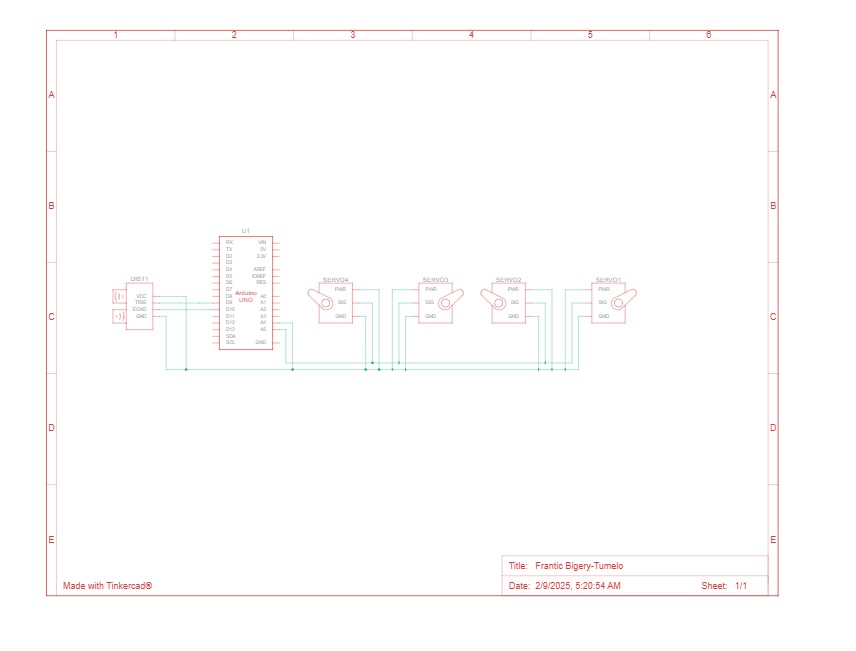 1 2 3 4 5 6
A A
B B
U1
RX VIN
TX 5V
D2 3.3V
D3
D4 AREF
D5 IOREF
D6 RES
D7
D8 A0
D9 A1
D10 A2
D11 A3
D12 A4
D13 A5
SDA
SCL GND
Arduino
UNO
DIST1
VCC
TRIG
ECHO
GND
SERVO4
PWR
SIG
GND
SERVO3
PWR
SIG
GND
SERVO2
PWR
SIG
GND
SERVO1
PWR
SIG
GND
C C
D D
E E
Title: Frantic Bigery-Tumelo
Made with Tinkercad®
Date: 2/9/2025, 5:20:54 AM Sheet: 1/1